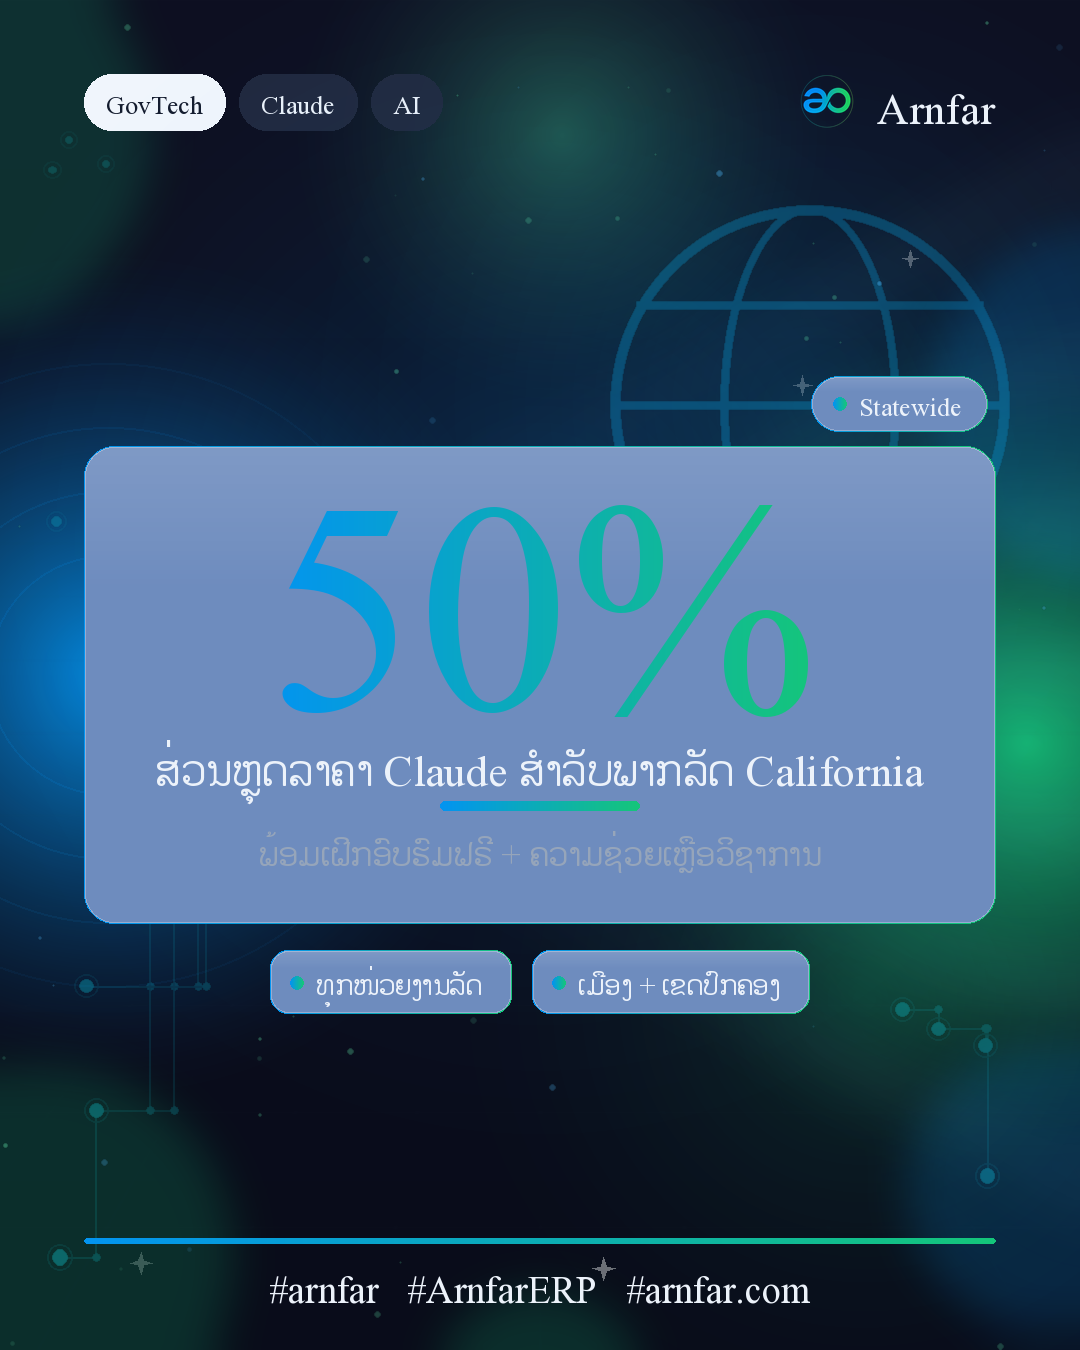 GovTech Claude AI
Arnfar
Statewide
50%
ສ່ວນຫຼຸດລາຄາ Claude ສຳລັບພາກລັດ California
ພ້ອມເຝິກອົບຮົມຟຣີ + ຄວາມຊ່ວຍເຫຼືອວິຊາການ
ທຸກໜ່ວຍງານລັດ
ເມືອງ + ເຂດປົກຄອງ
#arnfar #ArnfarERP #arnfar.com